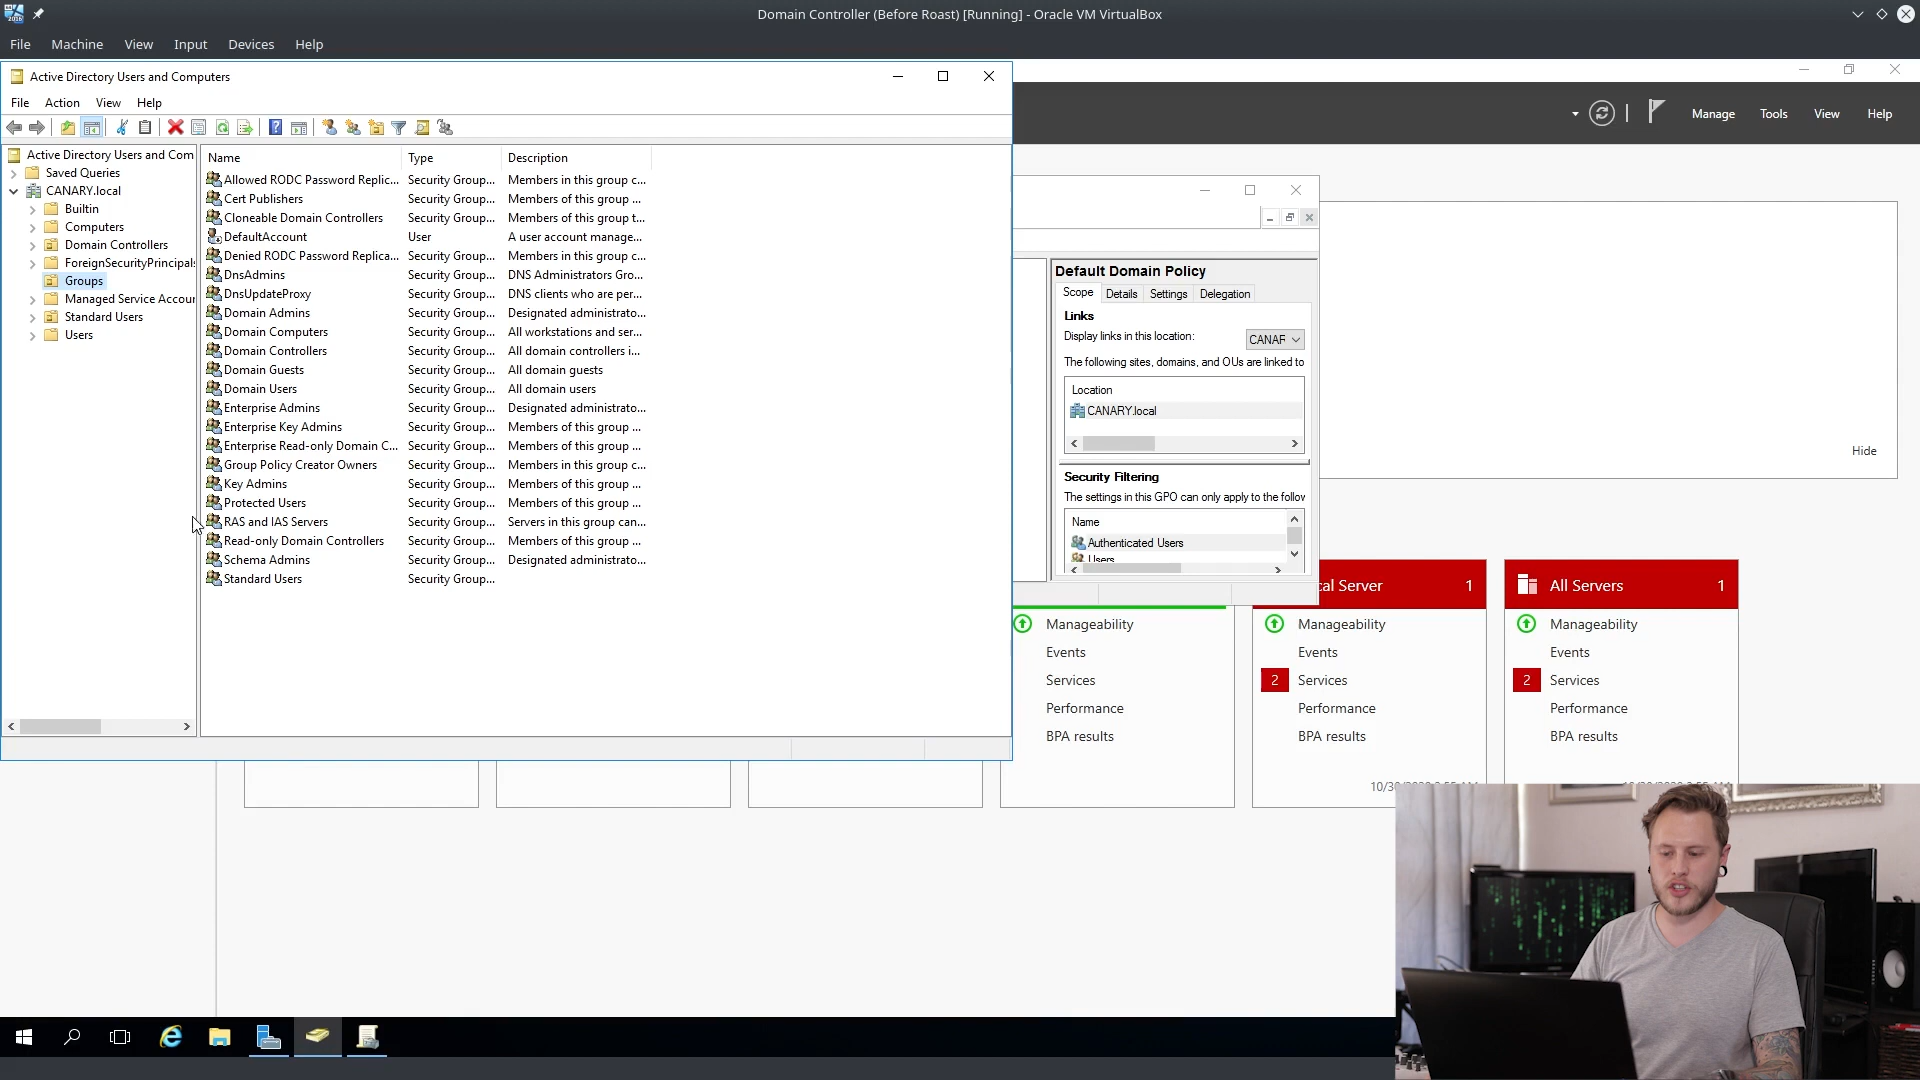 Domain Controller (Before Roast) [Running] - Oracle VM VirtualBox
File Machine View Input Devices Help
Active Directory Users and Computers
File Action View Help
Manage Tools View Help
Active Directory Users and Com
Saved Queries
CANARY.local
Builtin
Computers
Domain Controllers
ForeignSecurityPrincipals
Groups
Managed Service Accour
Standard Users
Users
Name Type Description
Allowed RODC Password Replic... Security Group... Members in this group c...
Cert Publishers Security Group... Members of this group ...
Cloneable Domain Controllers Security Group... Members of this group t...
DefaultAccount User A user account manage...
Denied RODC Password Replica... Security Group... Members in this group c...
DnsAdmins Security Group... DNS Administrators Gro...
DnsUpdateProxy Security Group... DNS clients who are per...
Domain Admins Security Group... Designated administrato...
Domain Computers Security Group... All workstations and ser...
Domain Controllers Security Group... All domain controllers i...
Domain Guests Security Group... All domain guests
Domain Users Security Group... All domain users
Enterprise Admins Security Group... Designated administrato...
Enterprise Key Admins Security Group... Members of this group ...
Enterprise Read-only Domain C... Security Group... Members of this group ...
Group Policy Creator Owners Security Group... Members in this group c...
Key Admins Security Group... Members of this group ...
Protected Users Security Group... Members of this group ...
RAS and IAS Servers Security Group... Servers in this group can...
Read-only Domain Controllers Security Group... Members of this group ...
Schema Admins Security Group... Designated administrato...
Standard Users Security Group...
Default Domain Policy
Scope Details Settings Delegation
Links
Display links in this location: CANAR
The following sites, domains, and OUs are linked to
Location
CANARY.local
Security Filtering
The settings in this GPO can only apply to the follow
Name
Authenticated Users
Users
Hide
Manageability
Events
Services
Performance
BPA results
cal Server 1
Manageability
Events
2 Services
Performance
BPA results
All Servers 1
Manageability
Events
2 Services
Performance
BPA results